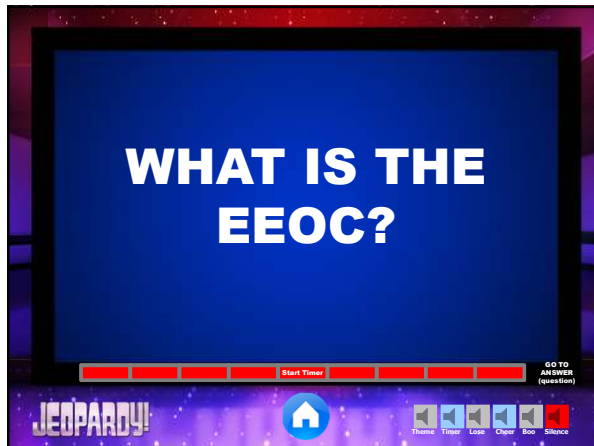 WHAT IS THE
EEOC?
Start Timer
GO TO
ANSWER
(question)
JEOPARDY!
Theme Timer Lose Cheer Boo Silence